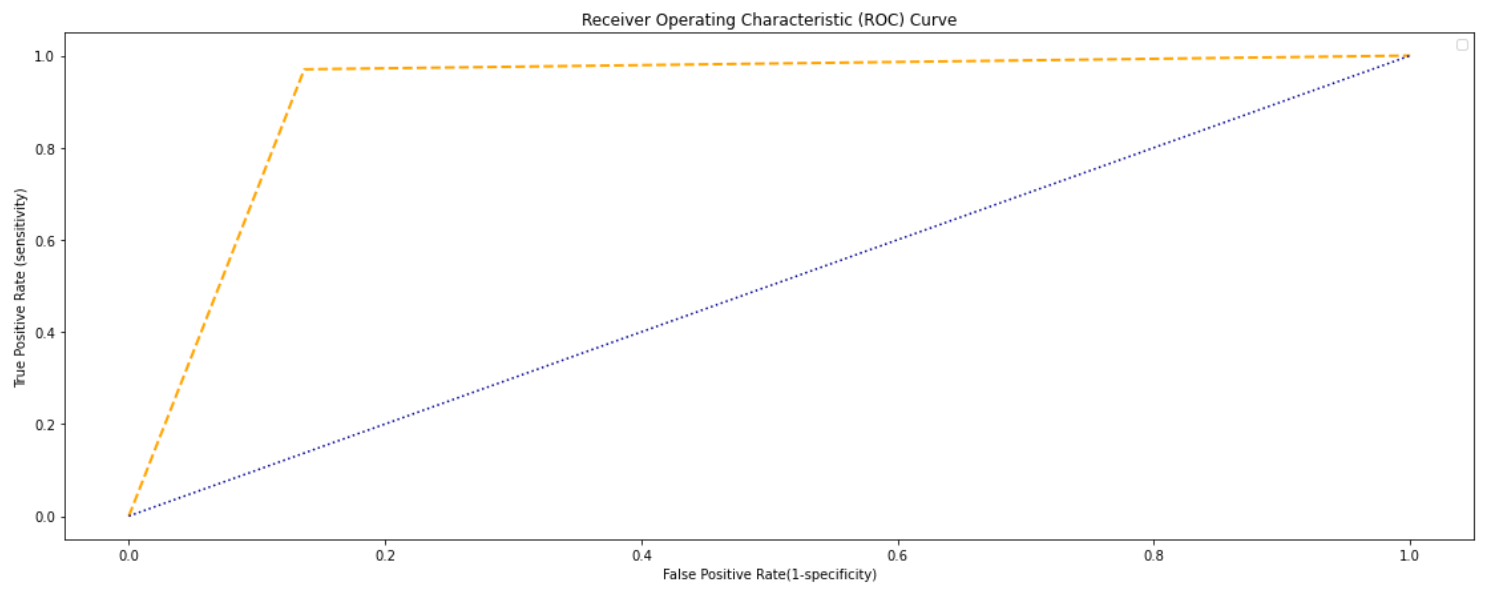 Receiver Operating Characteristic (ROC) Curve
1.0
0.8
0.6
0.4
0.2
0.0
True Positive Rate (sensitivity)
0.0 0.2 0.4 0.6 0.8 1.0
False Positive Rate(1-specificity)